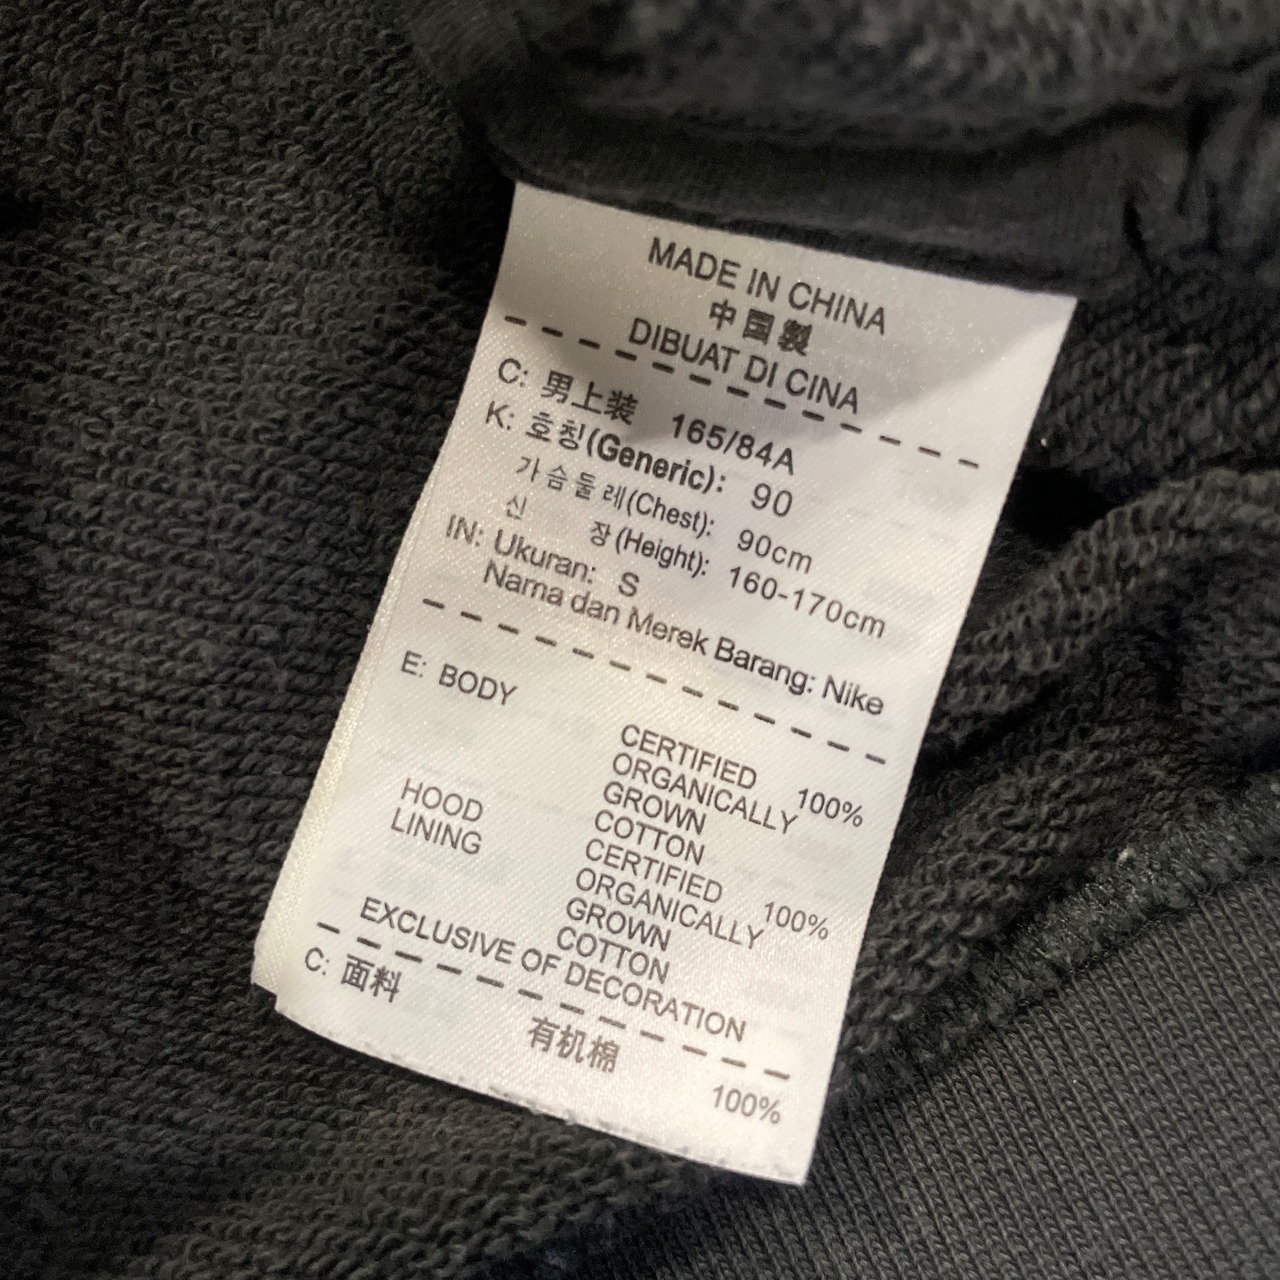 MADE IN CHINA
中国製
DIBUAT DI CINA
C: 男上装 165/84A
K: 호칭(Generic): 90
가슴둘레(Chest): 90cm
신 장(Height): 160-170cm
IN: Ukuran: S
Nama dan Merek Barang: Nike
E: BODY
CERTIFIED
ORGANICALLY 100%
GROWN
COTTON
HOOD CERTIFIED
LINING ORGANICALLY 100%
GROWN
COTTON
EXCLUSIVE OF DECORATION
C: 面料
有机棉 100%